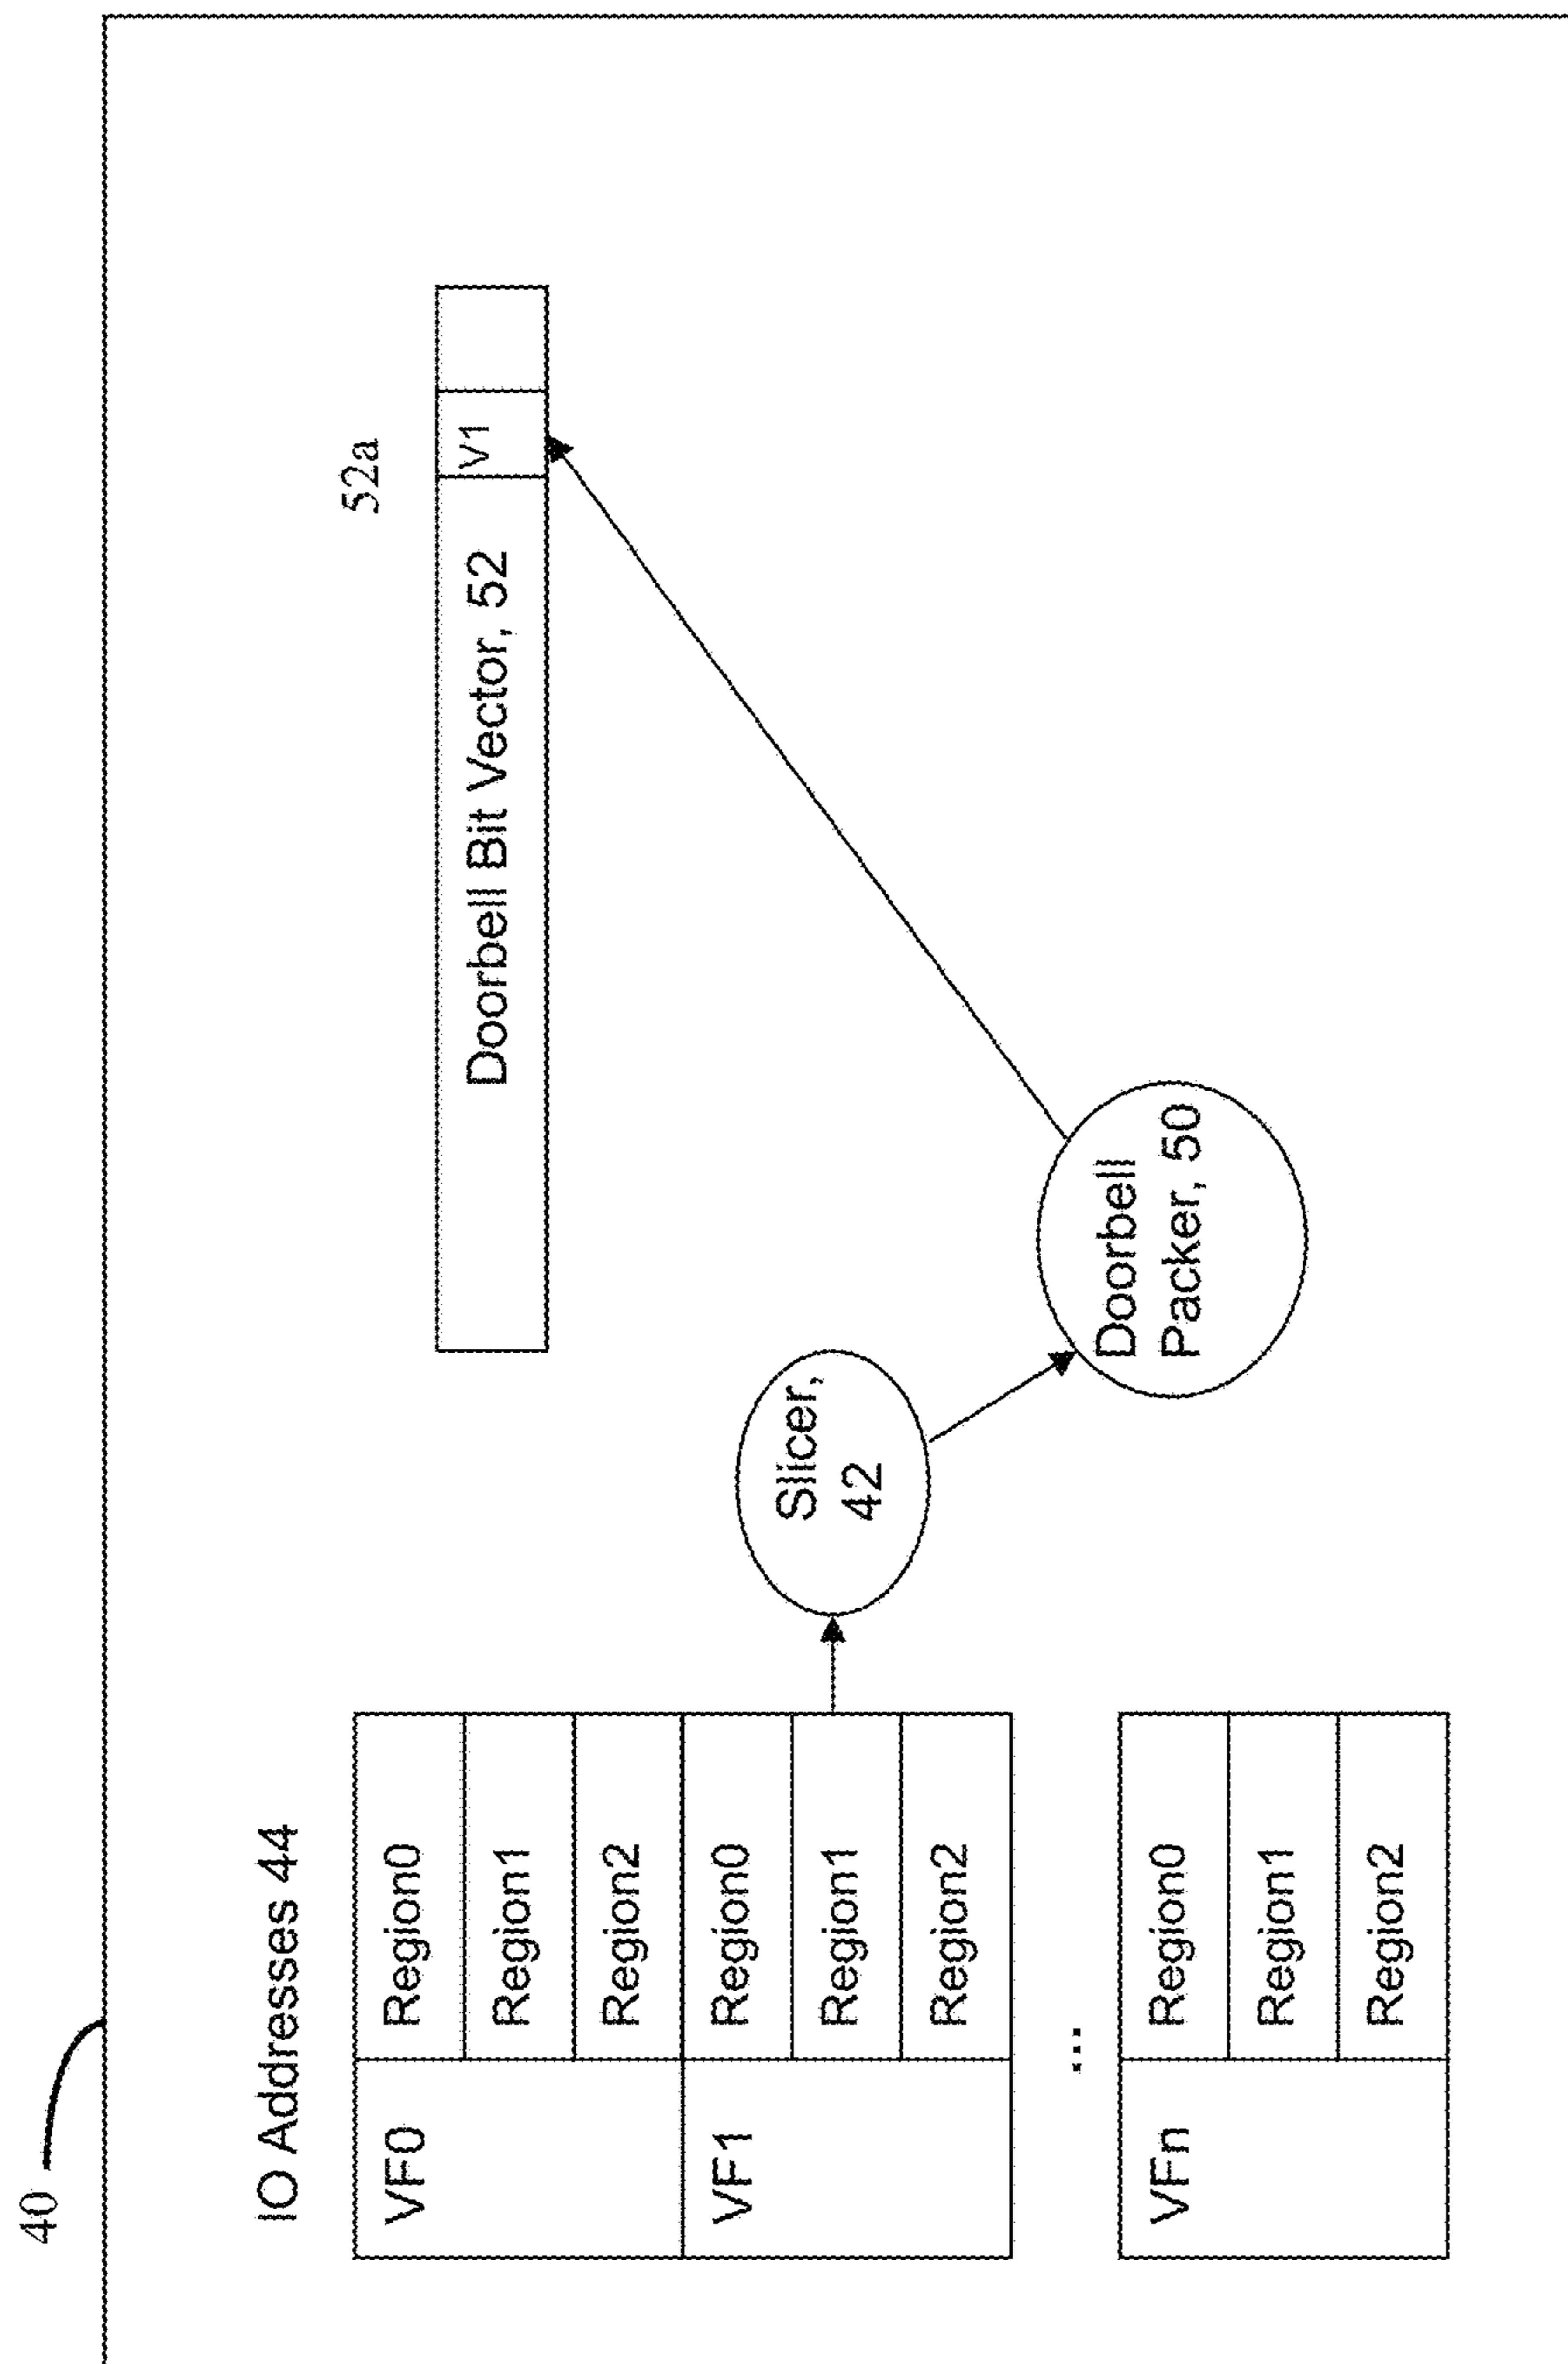 40
IO Addresses 44
VF0
Region0
Region1
Region2
VF1
Region0
Region1
Region2
...
VFn
Region0
Region1
Region2
Slicer,
42
Doorbell
Packer, 50
52a
Doorbell Bit Vector, 52
V1